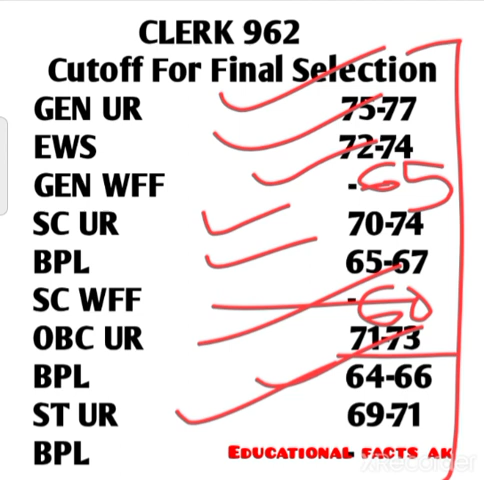 CLERK 962
Cutoff For Final Selection
GEN UR 75-77
EWS 72-74
GEN WFF - 65
SC UR 70-74
BPL 65-67
SC WFF - 60
OBC UR 71-73
BPL 64-66
ST UR 69-71
BPL -
EDUCATIONAL FACTS AK
XRecorder